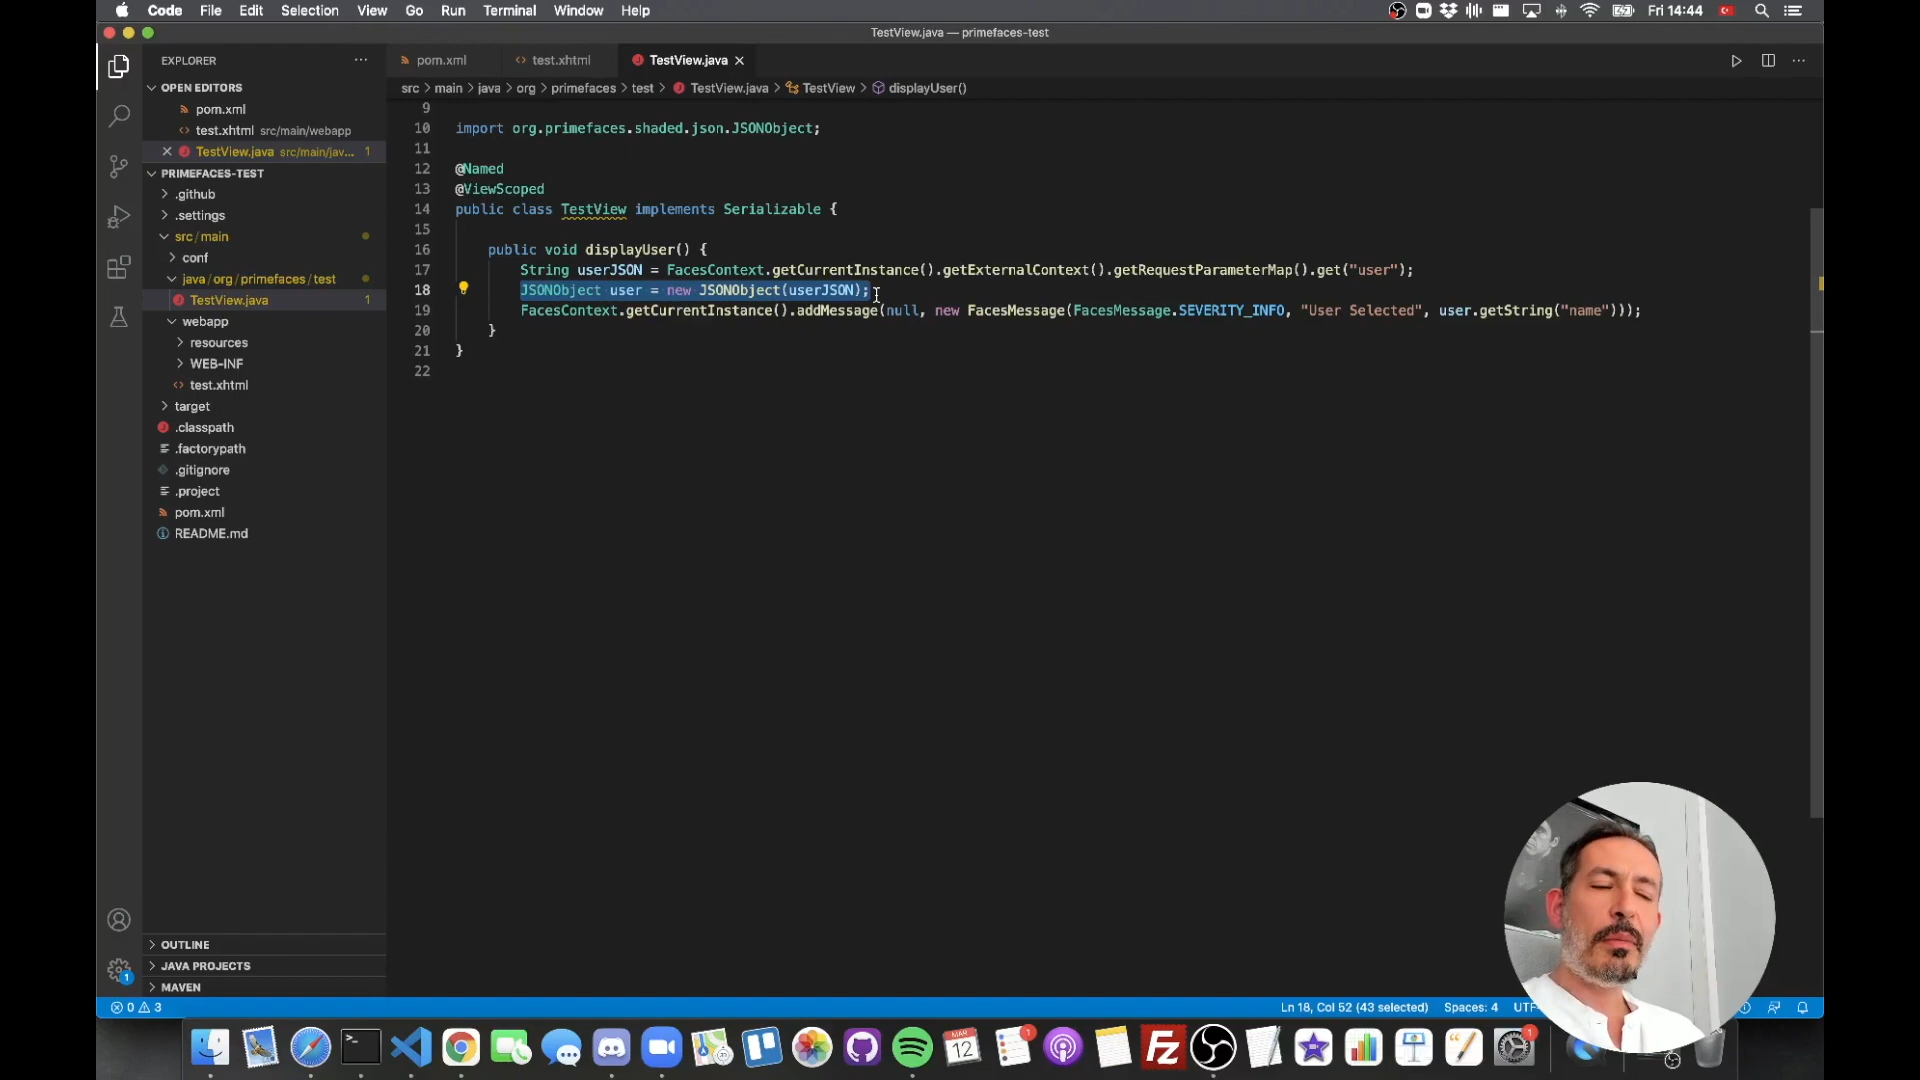 Code File Edit Selection View Go Run Terminal Window Help Fri 14:44
TestView.java — primefaces-test
EXPLORER
pom.xml test.xhtml TestView.java
OPEN EDITORS
pom.xml
test.xhtml src/main/webapp
TestView.java src/main/jav... 1
PRIMEFACES-TEST
.github
.settings
src / main
conf
java / org / primefaces / test
TestView.java 1
webapp
resources
WEB-INF
test.xhtml
target
.classpath
.factorypath
.gitignore
.project
pom.xml
README.md
OUTLINE
JAVA PROJECTS
MAVEN
src > main > java > org > primefaces > test > TestView.java > TestView > displayUser()
9
10 import org.primefaces.shaded.json.JSONObject;
11
12 @Named
13 @ViewScoped
14 public class TestView implements Serializable {
15
16 public void displayUser() {
17 String userJSON = FacesContext.getCurrentInstance().getExternalContext().getRequestParameterMap().get("user");
18 JSONObject user = new JSONObject(userJSON);
19 FacesContext.getCurrentInstance().addMessage(null, new FacesMessage(FacesMessage.SEVERITY_INFO, "User Selected", user.getString("name")));
20 }
21 }
22
1
0 3 Ln 18, Col 52 (43 selected) Spaces: 4
MAR
12
1
1